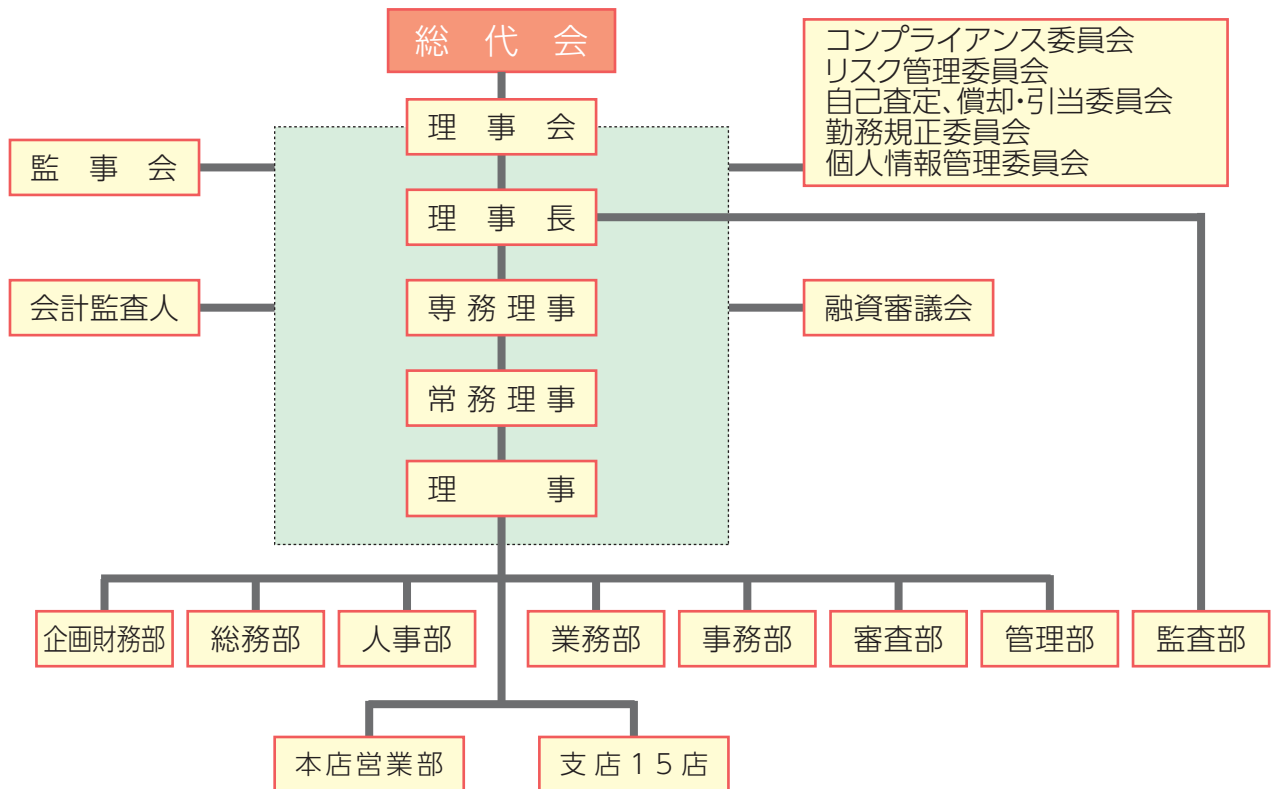 総代会
コンプライアンス委員会
リスク管理委員会
自己査定、償却・引当委員会
勤務規正委員会
個人情報管理委員会
理事会
監事会
理事長
会計監査人
専務理事
融資審議会
常務理事
理事
企画財務部
総務部
人事部
業務部
事務部
審査部
管理部
監査部
本店営業部
支店15店